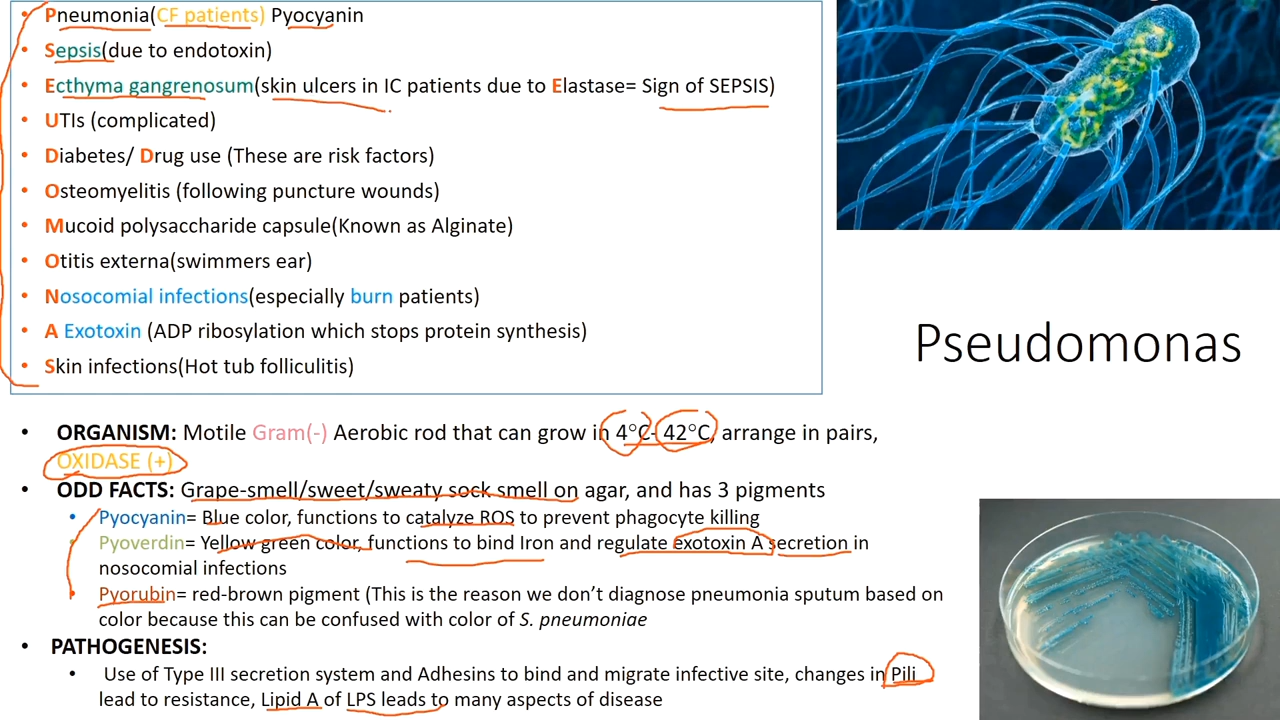 • Pneumonia(CF patients) Pyocyanin
• Sepsis(due to endotoxin)
• Ecthyma gangrenosum(skin ulcers in IC patients due to Elastase= Sign of SEPSIS)
• UTIs (complicated)
• Diabetes/ Drug use (These are risk factors)
• Osteomyelitis (following puncture wounds)
• Mucoid polysaccharide capsule(Known as Alginate)
• Otitis externa(swimmers ear)
• Nosocomial infections(especially burn patients)
• A Exotoxin (ADP ribosylation which stops protein synthesis)
• Skin infections(Hot tub folliculitis)
Pseudomonas
• ORGANISM: Motile Gram(-) Aerobic rod that can grow in 4°C- 42°C, arrange in pairs,
OXIDASE (+)
• ODD FACTS: Grape-smell/sweet/sweaty sock smell on agar, and has 3 pigments
• Pyocyanin= Blue color, functions to catalyze ROS to prevent phagocyte killing
• Pyoverdin= Yellow green color, functions to bind Iron and regulate exotoxin A secretion in
nosocomial infections
• Pyorubin= red-brown pigment (This is the reason we don’t diagnose pneumonia sputum based on
color because this can be confused with color of S. pneumoniae
• PATHOGENESIS:
• Use of Type III secretion system and Adhesins to bind and migrate infective site, changes in Pili
lead to resistance, Lipid A of LPS leads to many aspects of disease